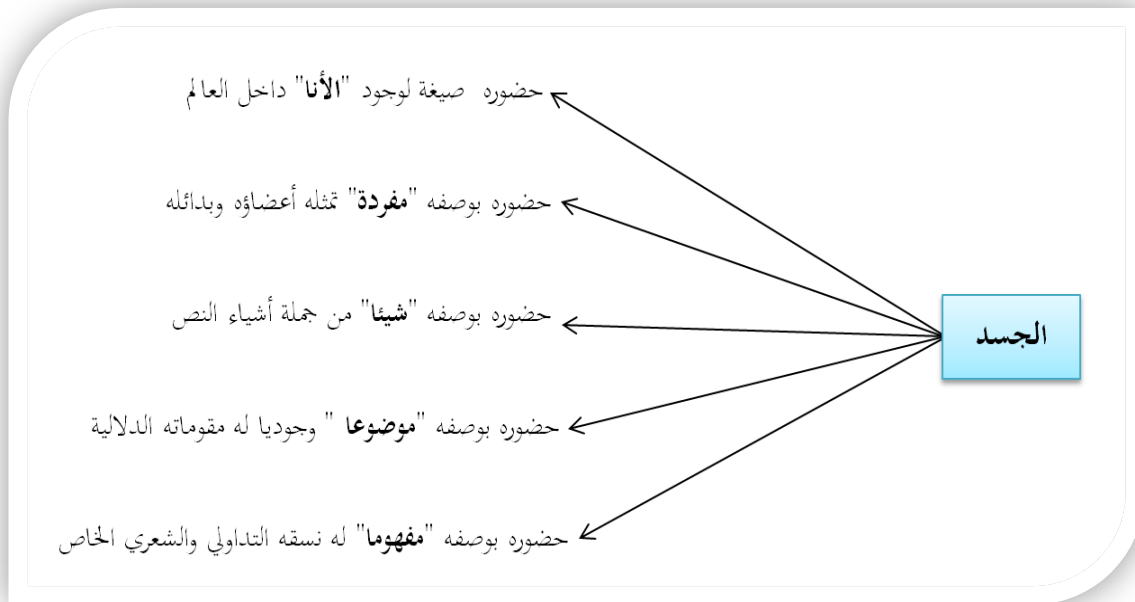 الجسد
حضوره صيغة لوجود "الأنا" داخل العالم
حضوره بوصفه "مفردة" تمثله أعضاؤه وبدائله
حضوره بوصفه "شيئا" من جملة أشياء النص
حضوره بوصفه "موضوعا " وجوديا له مقوماته الدلالية
حضوره بوصفه "مفهوما" له نسقه التداولي والشعري الخاص